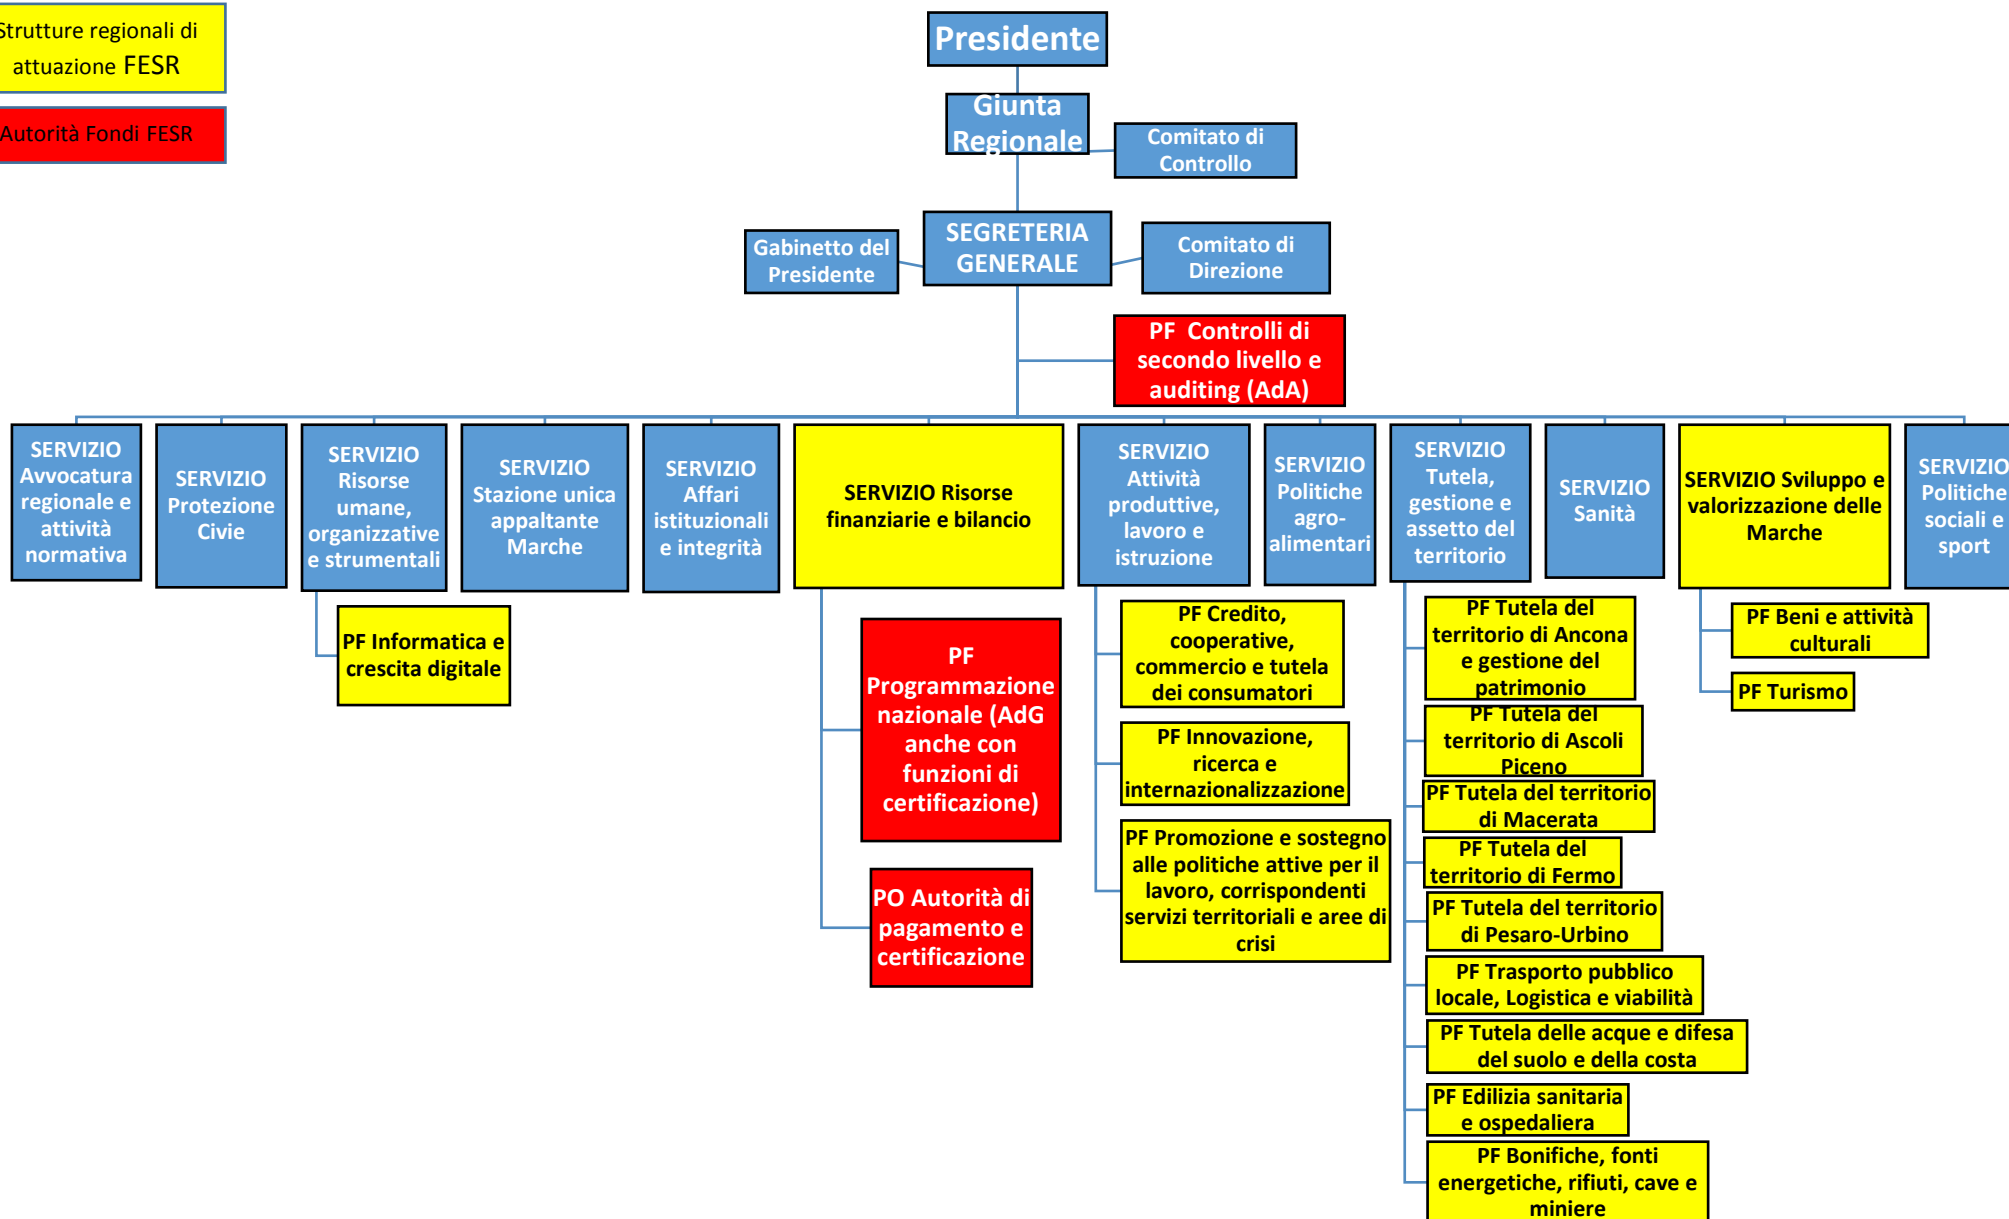 Strutture regionali di
attuazione FESR
Autorità Fondi FESR
Presidente
Giunta
Regionale
Comitato di
Controllo
SEGRETERIA
GENERALE
Gabinetto del
Presidente
Comitato di
Direzione
PF Controlli di
secondo livello e
auditing (AdA)
SERVIZIO
Avvocatura
regionale e
attività
normativa
SERVIZIO
Protezione
Civie
SERVIZIO
Risorse
umane,
organizzative
e strumentali
SERVIZIO
Stazione unica
appaltante
Marche
SERVIZIO
Affari
istituzionali
e integrità
SERVIZIO Risorse
finanziarie e bilancio
SERVIZIO
Attività
produttive,
lavoro e
istruzione
SERVIZIO
Politiche
agro-
alimentari
SERVIZIO
Tutela,
gestione e
assetto del
territorio
SERVIZIO
Sanità
SERVIZIO Sviluppo e
valorizzazione delle
Marche
SERVIZIO
Politiche
sociali e
sport
PF Informatica e
crescita digitale
PF
Programmazione
nazionale (AdG
anche con
funzioni di
certificazione)
PO Autorità di
pagamento e
certificazione
PF Credito,
cooperative,
commercio e tutela
dei consumatori
PF Innovazione,
ricerca e
internazionalizzazione
PF Promozione e sostegno
alle politiche attive per il
lavoro, corrispondenti
servizi territoriali e aree di
crisi
PF Tutela del
territorio di Ancona
e gestione del
patrimonio
PF Tutela del
territorio di Ascoli
Piceno
PF Tutela del territorio
di Macerata
PF Tutela del
territorio di Fermo
PF Tutela del territorio
di Pesaro-Urbino
PF Trasporto pubblico
locale, Logistica e viabilità
PF Tutela delle acque e difesa
del suolo e della costa
PF Edilizia sanitaria
e ospedaliera
PF Bonifiche, fonti
energetiche, rifiuti, cave e
miniere
PF Beni e attività
culturali
PF Turismo